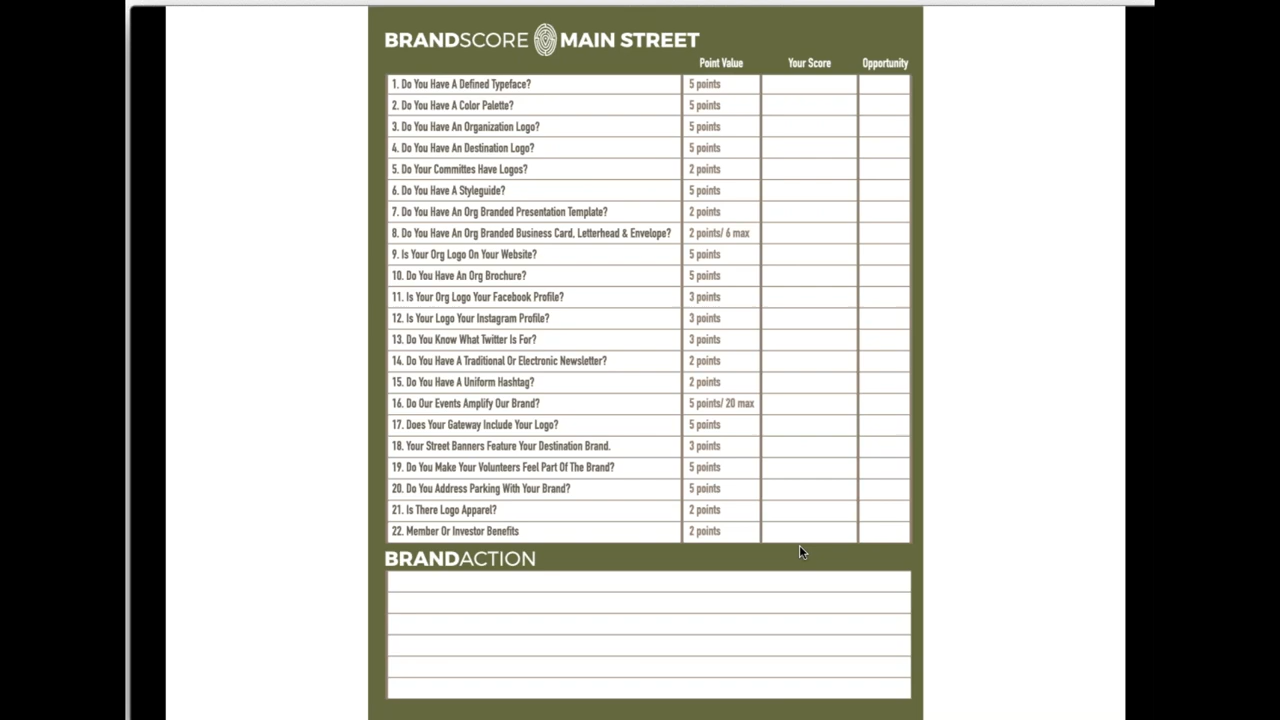 BRANDSCORE MAIN STREET
Point Value Your Score Opportunity
1. Do You Have A Defined Typeface? 5 points
2. Do You Have A Color Palette? 5 points
3. Do You Have An Organization Logo? 5 points
4. Do You Have An Destination Logo? 5 points
5. Do Your Committes Have Logos? 2 points
6. Do You Have A Styleguide? 5 points
7. Do You Have An Org Branded Presentation Template? 2 points
8. Do You Have An Org Branded Business Card, Letterhead & Envelope? 2 points/ 6 max
9. Is Your Org Logo On Your Website? 5 points
10. Do You Have An Org Brochure? 5 points
11. Is Your Org Logo Your Facebook Profile? 3 points
12. Is Your Logo Your Instagram Profile? 3 points
13. Do You Know What Twitter Is For? 3 points
14. Do You Have A Traditional Or Electronic Newsletter? 2 points
15. Do You Have A Uniform Hashtag? 2 points
16. Do Our Events Amplify Our Brand? 5 points/ 20 max
17. Does Your Gateway Include Your Logo? 5 points
18. Your Street Banners Feature Your Destination Brand. 3 points
19. Do You Make Your Volunteers Feel Part Of The Brand? 5 points
20. Do You Address Parking With Your Brand? 5 points
21. Is There Logo Apparel? 2 points
22. Member Or Investor Benefits 2 points
BRANDACTION